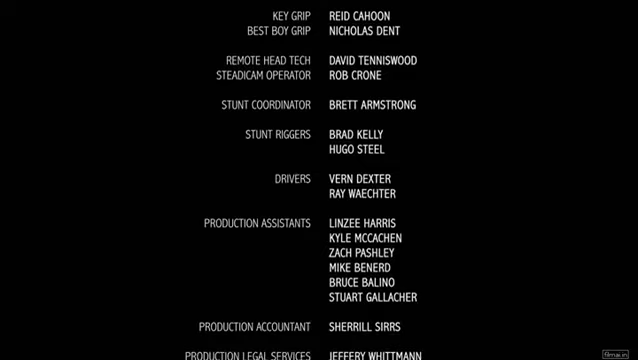 KEY GRIP REID CAHOON
BEST BOY GRIP NICHOLAS DENT
REMOTE HEAD TECH DAVID TENNISWOOD
STEADICAM OPERATOR ROB CRONE
STUNT COORDINATOR BRETT ARMSTRONG
STUNT RIGGERS BRAD KELLY
HUGO STEEL
DRIVERS VERN DEXTER
RAY WAECHTER
PRODUCTION ASSISTANTS LINZEE HARRIS
KYLE MCCACHEN
ZACH PASHLEY
MIKE BENERD
BRUCE BALINO
STUART GALLACHER
PRODUCTION ACCOUNTANT SHERRILL SIRRS
PRODUCTION LEGAL SERVICES JEFFERY WHITTMANN
filmai.in